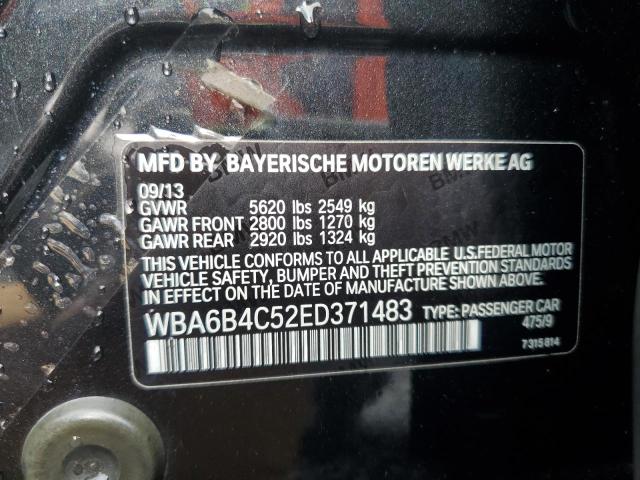 MFD BY BAYERISCHE MOTOREN WERKE AG
09/13
GVWR 5620 lbs 2549 kg
GAWR FRONT 2800 lbs 1270 kg
GAWR REAR 2920 lbs 1324 kg
THIS VEHICLE CONFORMS TO ALL APPLICABLE U.S.FEDERAL MOTOR
VEHICLE SAFETY, BUMPER AND THEFT PREVENTION STANDARDS
IN EFFECT ON THE DATE OF MANUFACTURE SHOWN ABOVE.
WBA6B4C52ED371483 TYPE: PASSENGER CAR
475/9
7315814